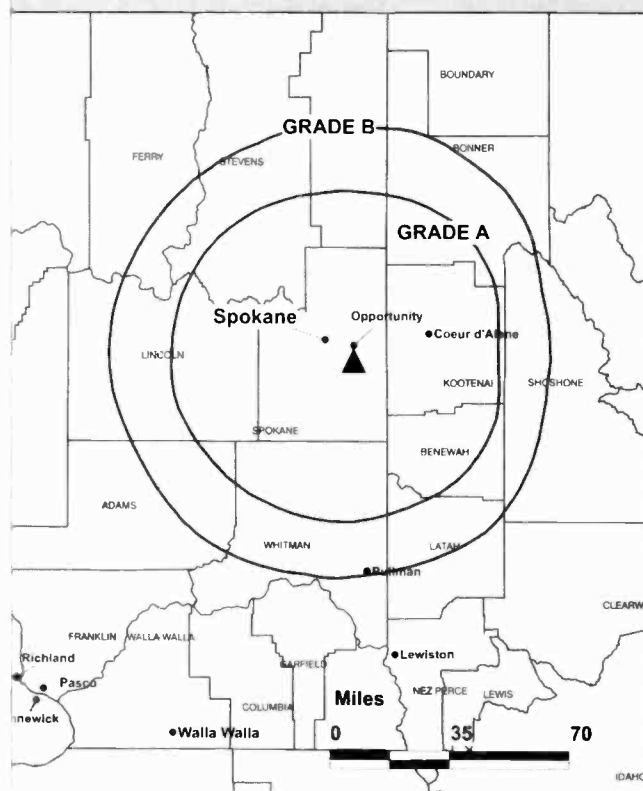 BOUNDARY
GRADE B
FERRY
STEVENS
BONNER
GRADE A
Spokane
Opportunity
Coeur d'Alene
LINCOLN
KOOTENAI
SHOSHONE
SPOKANE
BENEWAH
ADAMS
WHITMAN
LATAH
Pullman
CLEARW
FRANKLIN
WALLA WALLA
Richland
GARFIELD
Lewiston
Pasco
Miles
NEZ PERCE
LEWIS
nnewick
COLUMBIA
Walla Walla
0
35
70
IDAHO